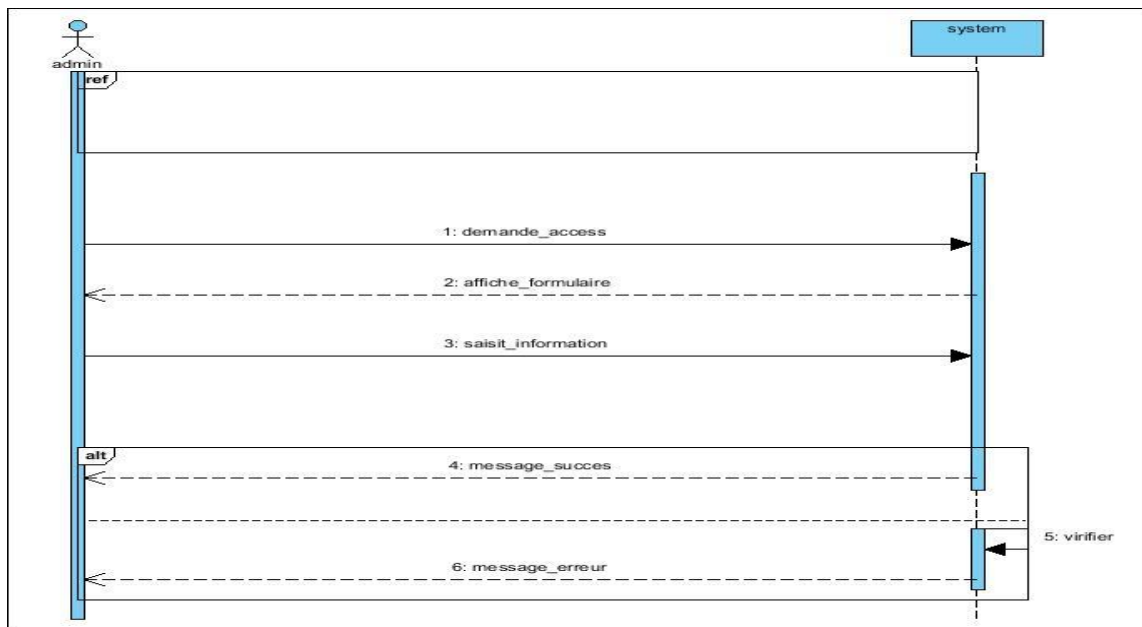 system
admin
ref
1: demande_access
2: affiche_formulaire
3: saisit_information
alt
4: message_succes
5: virifier
6: message_erreur